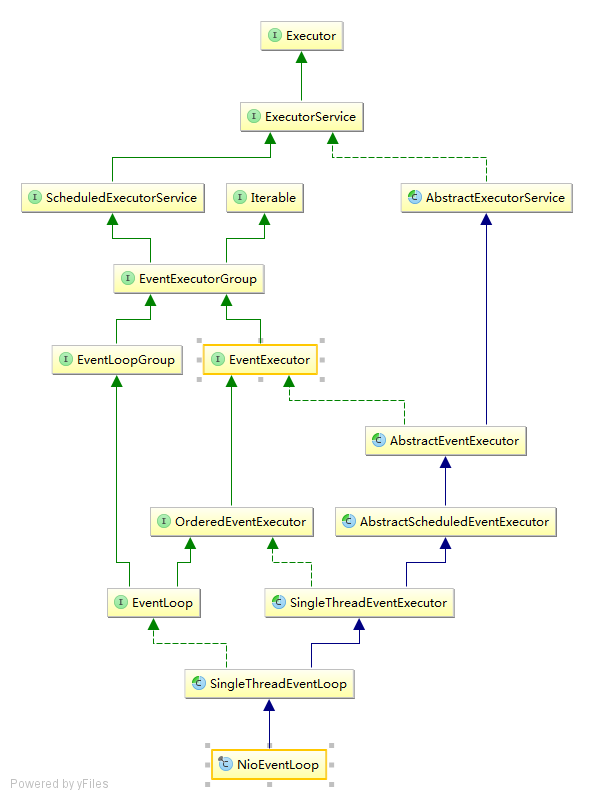 I Executor
I ExecutorService
I ScheduledExecutorService
I Iterable
C AbstractExecutorService
I EventExecutorGroup
I EventLoopGroup
I EventExecutor
C AbstractEventExecutor
I OrderedEventExecutor
C AbstractScheduledEventExecutor
I EventLoop
C SingleThreadEventExecutor
C SingleThreadEventLoop
C NioEventLoop
Powered by yFiles